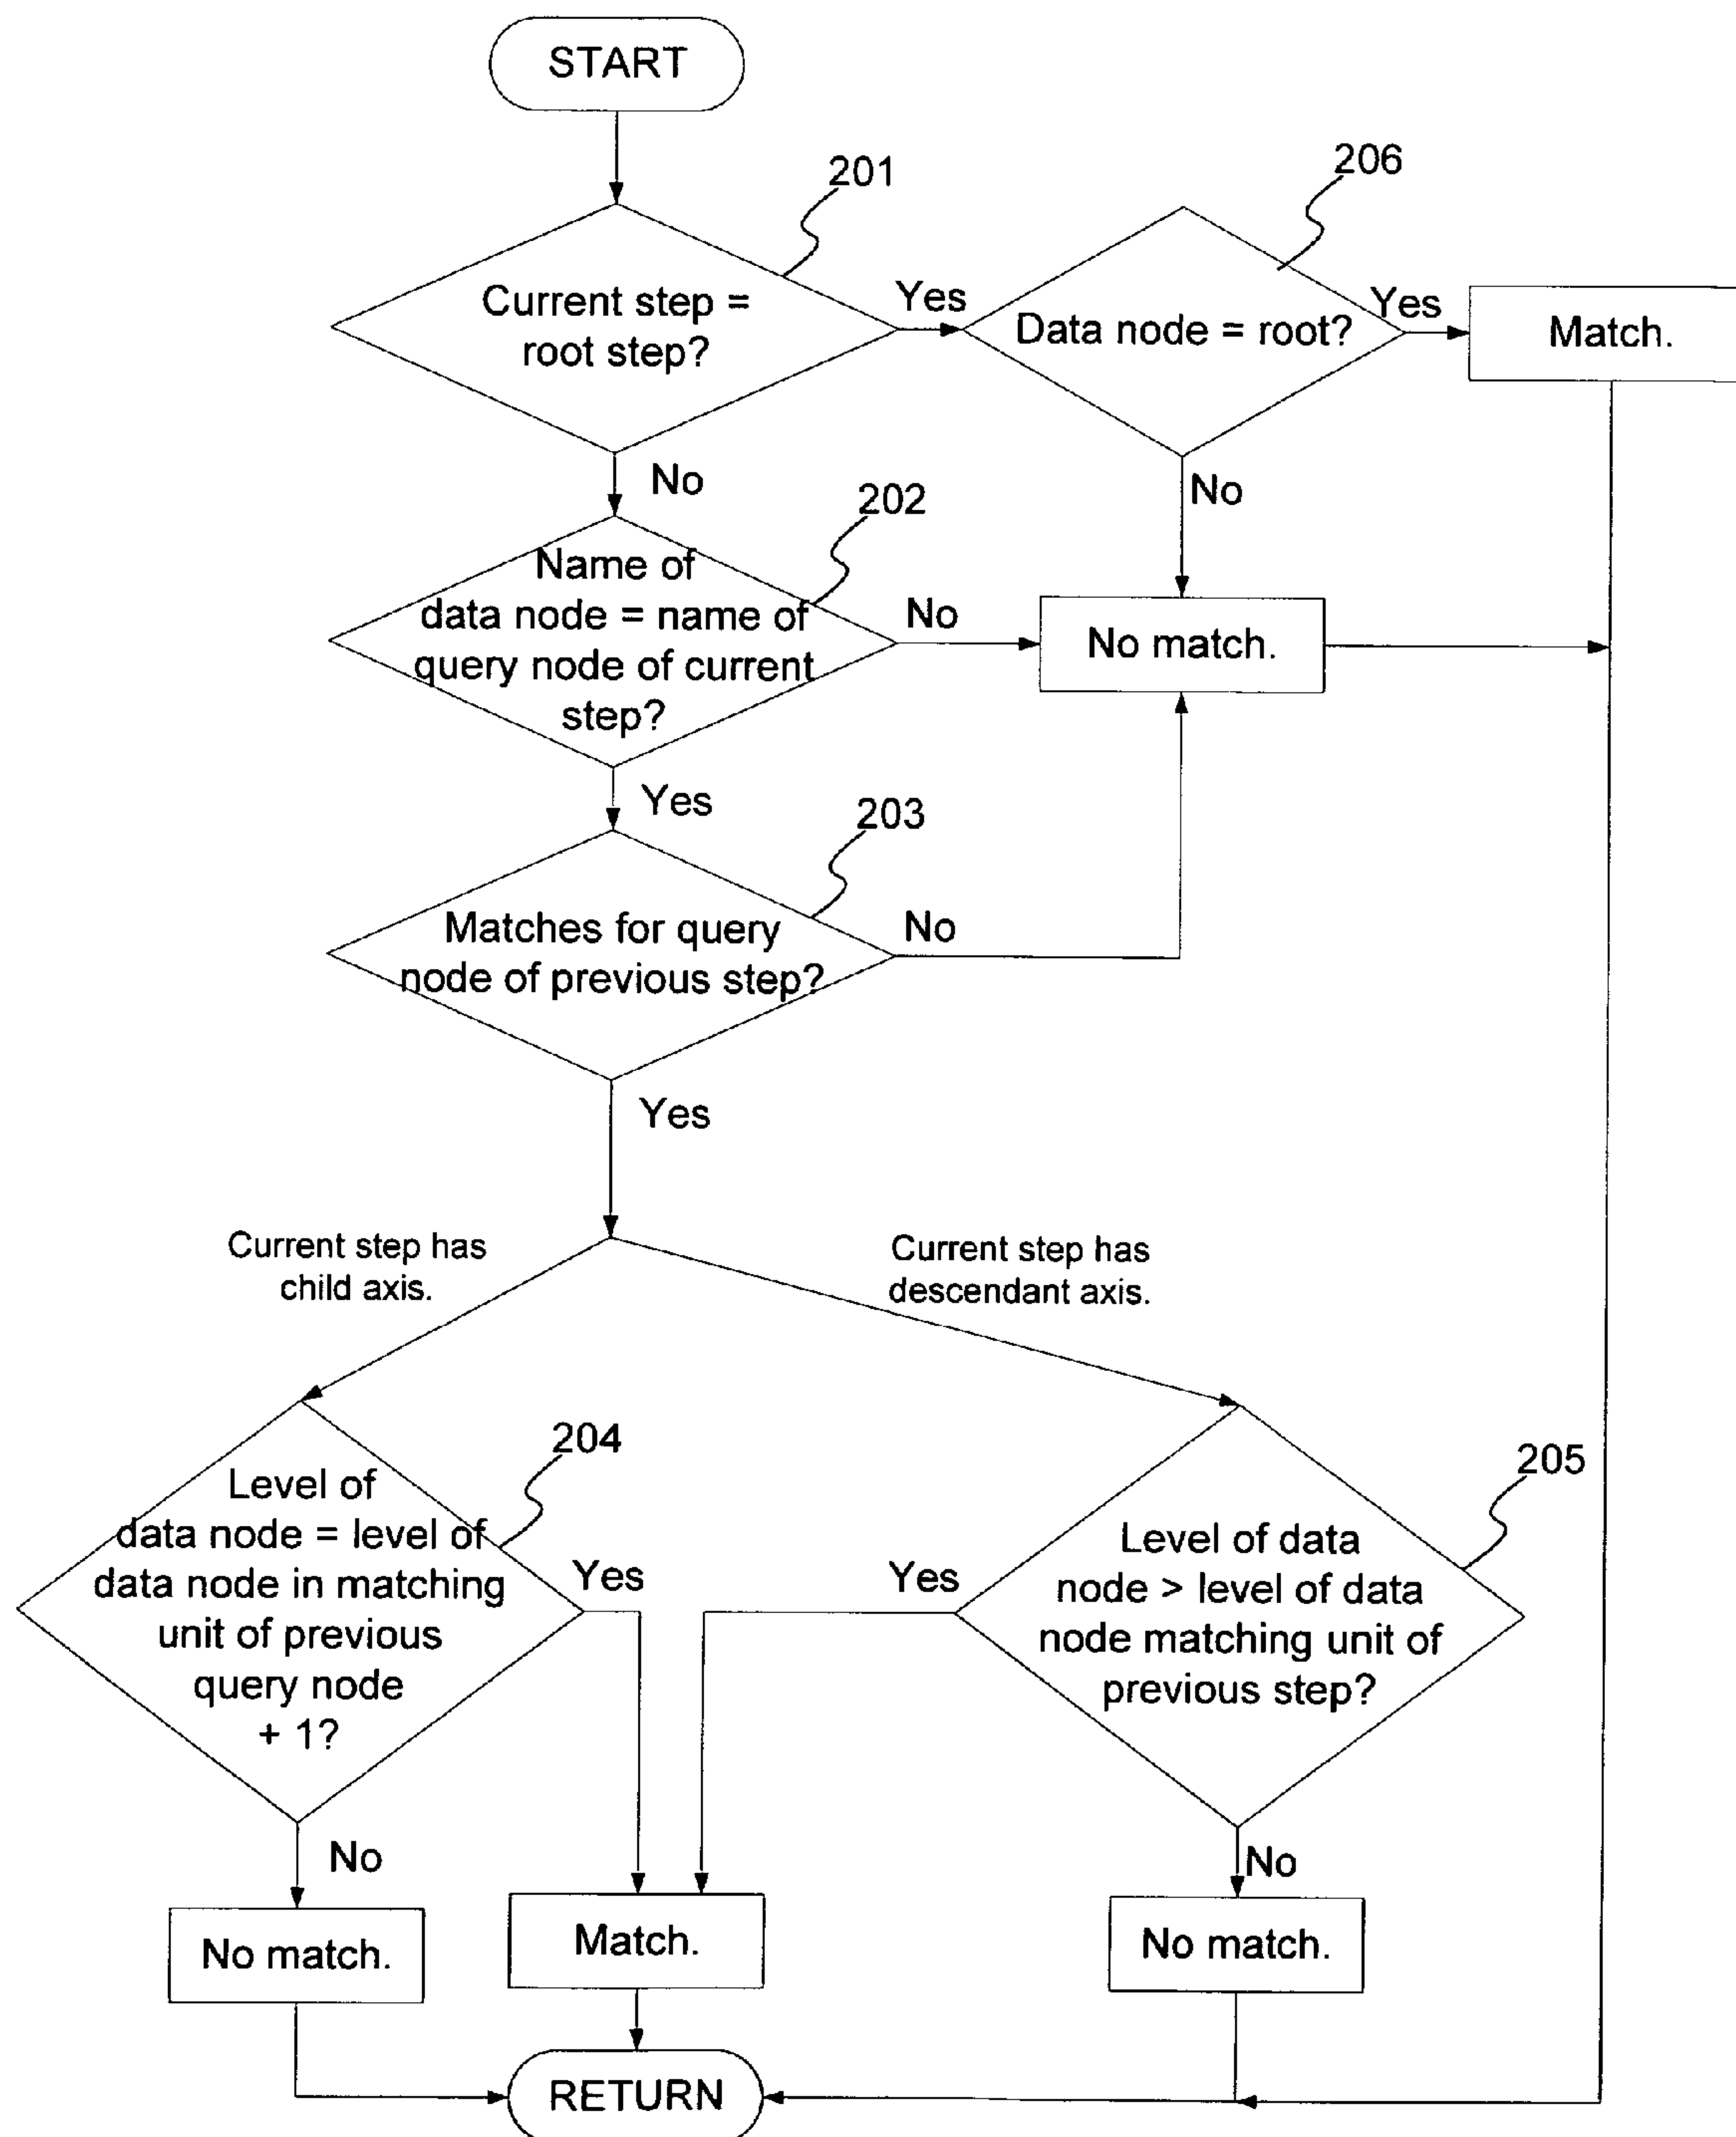 START
201
206
Current step =
root step?
Yes
Data node = root?
Yes
Match.
No
No
202
Name of
data node = name of
query node of current
step?
No
No match.
Yes
203
Matches for query
node of previous step?
No
Yes
Current step has
child axis.
Current step has
descendant axis.
204
205
Level of
data node = level of
data node in matching
unit of previous
query node
+ 1?
Yes
Yes
Level of data
node > level of data
node matching unit of
previous step?
No
No
No match.
Match.
No match.
RETURN